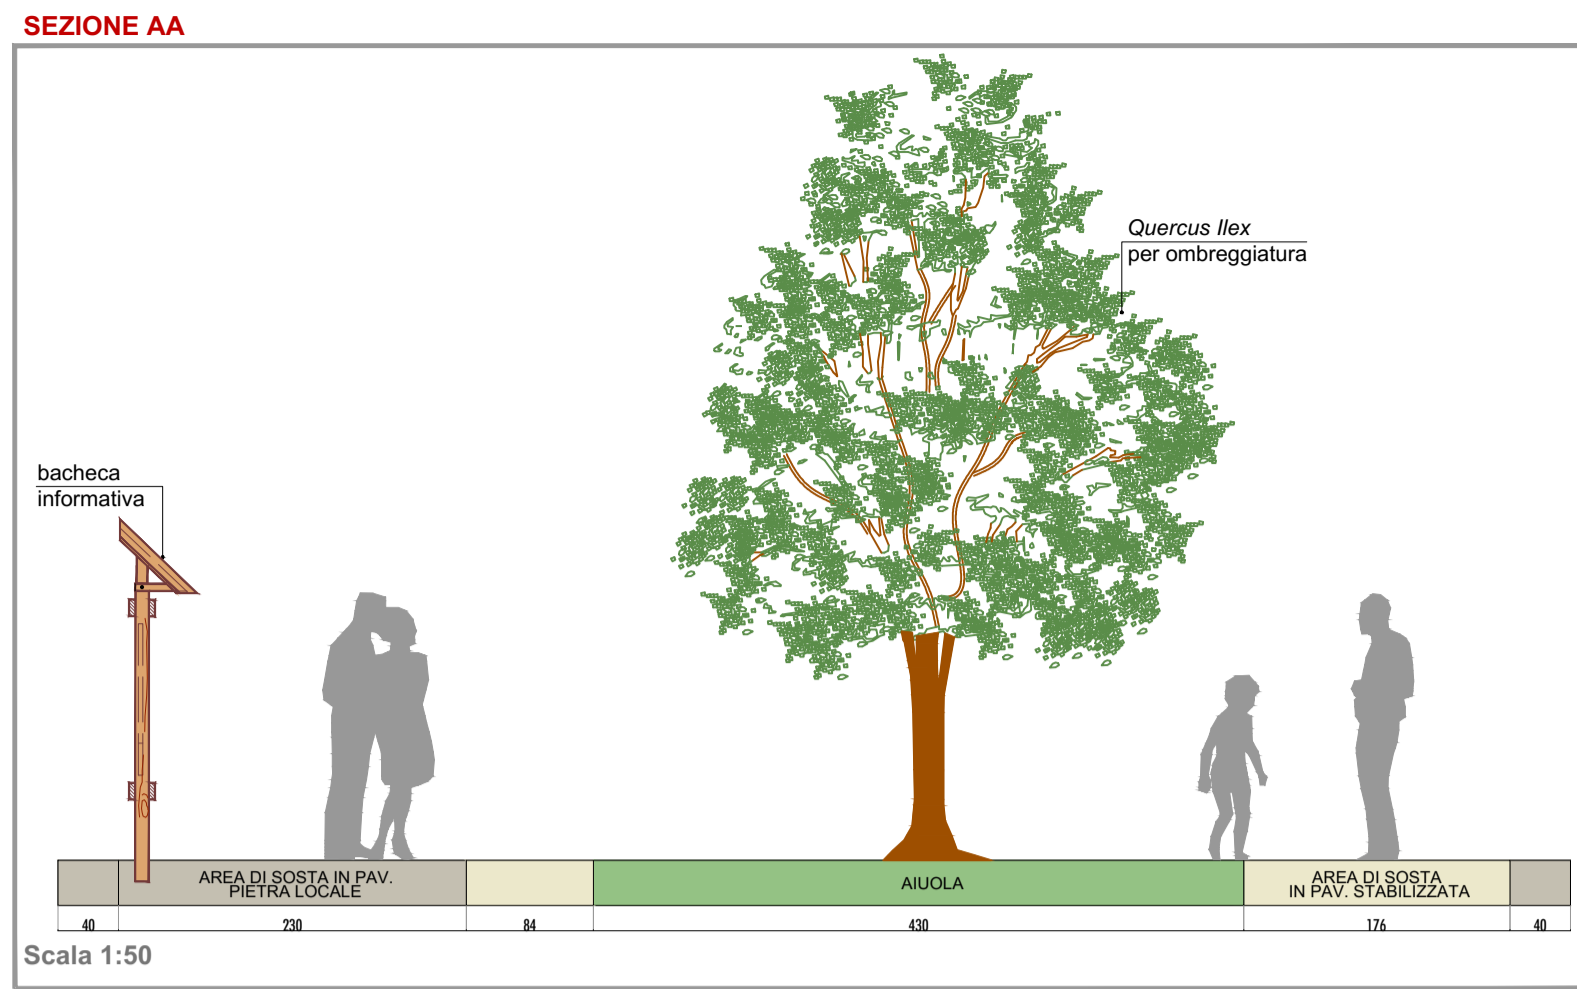 SEZIONE AA
Quercus Ilex
per ombreggiatura
bacheca
informativa
AREA DI SOSTA IN PAV.
PIETRA LOCALE
AIUOLA
AREA DI SOSTA
IN PAV. STABILIZZATA
40 230 84 430 176 40
Scala 1:50